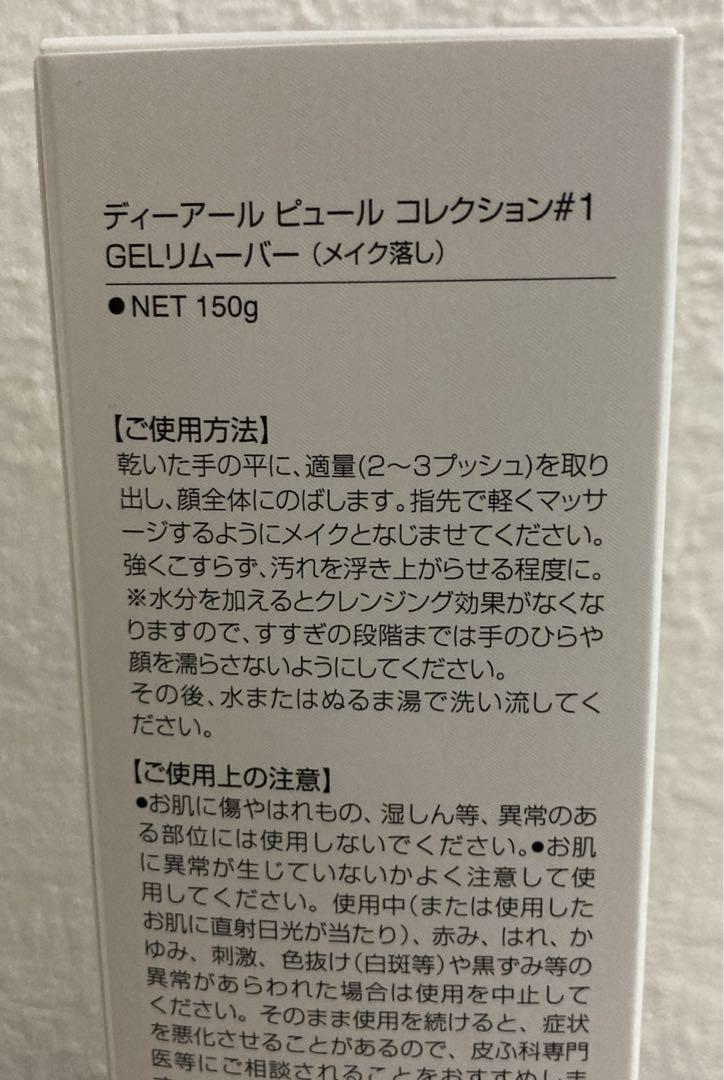 ディーアール ピュール コレクション#1
GELリムーバー（メイク落し）
●NET 150g
【ご使用方法】
乾いた手の平に、適量(2〜3プッシュ)を取り
出し、顔全体にのばします。指先で軽くマッサ
ージするようにメイクとなじませてください。
強くこすらず、汚れを浮き上がらせる程度に。
※水分を加えるとクレンジング効果がなくな
りますので、すすぎの段階までは手のひらや
顔を濡らさないようにしてください。
その後、水またはぬるま湯で洗い流してく
ださい。
【ご使用上の注意】
●お肌に傷やはれもの、湿しん等、異常のあ
る部位には使用しないでください。●お肌
に異常が生じていないかよく注意して使
用してください。使用中(または使用した
お肌に直射日光が当たり)、赤み、はれ、か
ゆみ、刺激、色抜け(白斑等)や黒ずみ等の
異常があらわれた場合は使用を中止して
ください。そのまま使用を続けると、症状
を悪化させることがあるので、皮ふ科専門
医等にご相談されることをおすすめしま